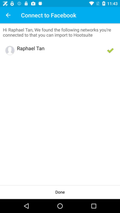 11:45
Connect to Facebook
Hi Raphael Tan, We found the following networks you're
connected to that you can import to Hootsuite
Raphael Tan
Done